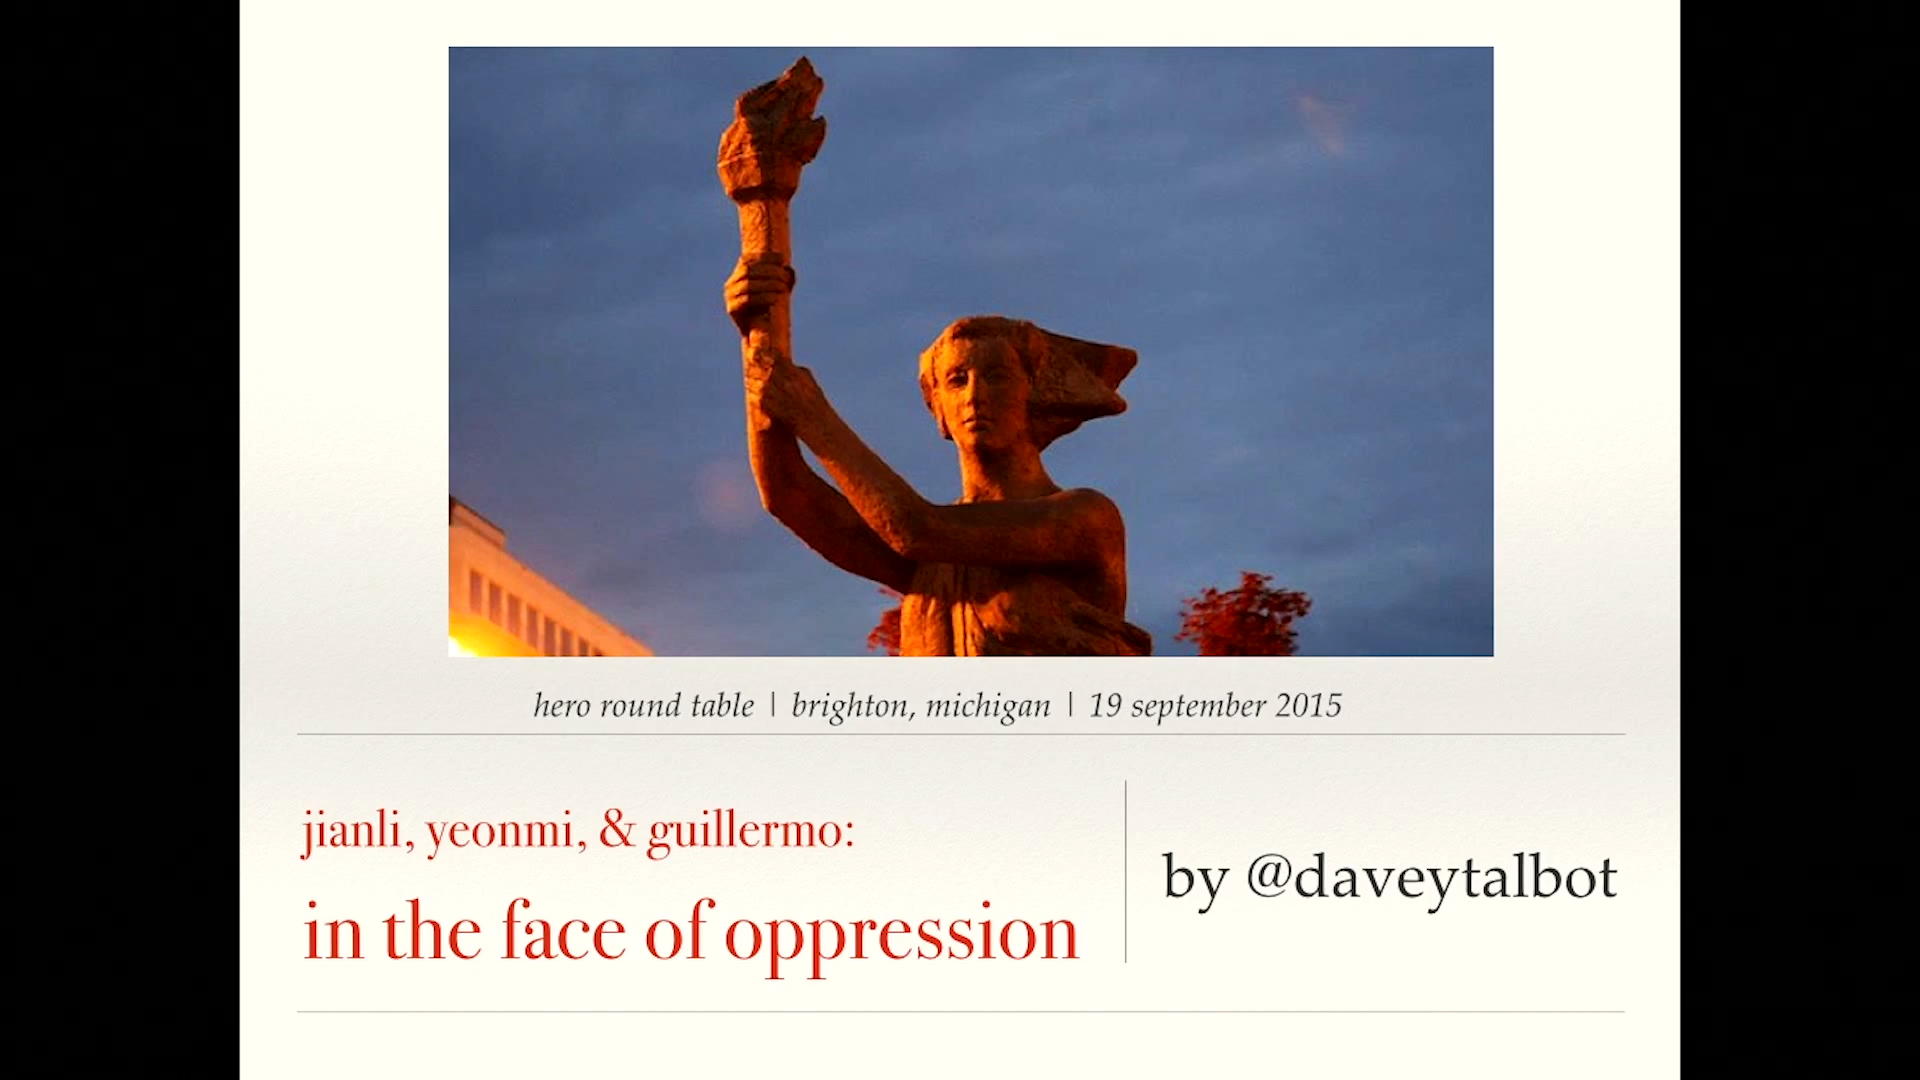 hero round table | brighton, michigan | 19 september 2015
jianli, yeonmi, & guillermo:
in the face of oppression
by @daveytalbot